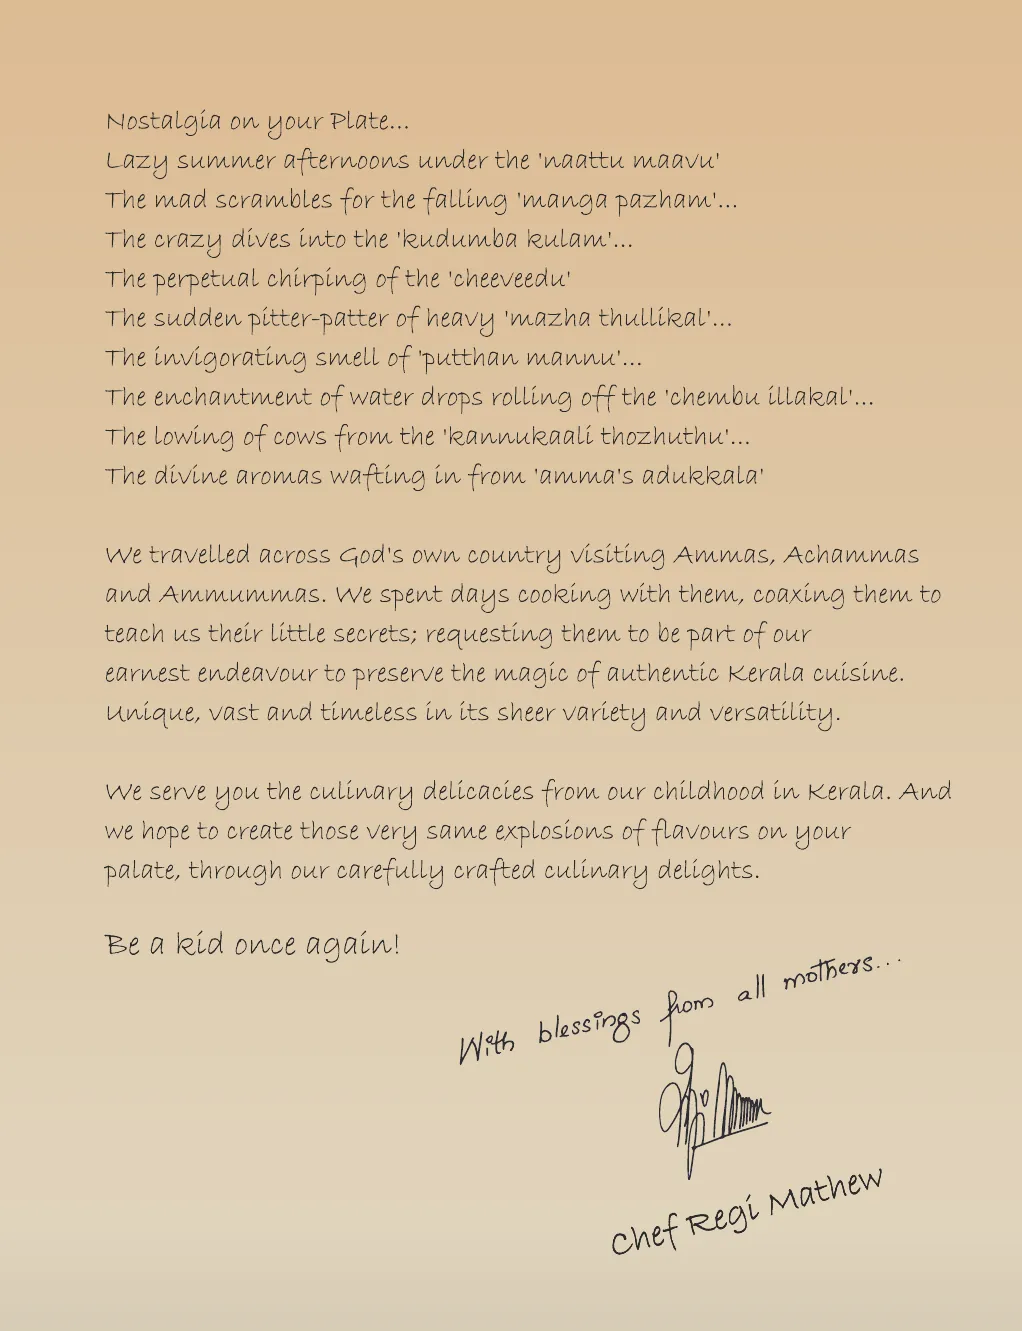 Nostalgia on your Plate...
Lazy summer afternoons under the 'naattu maavu'
The mad scrambles for the falling 'manga pazham'...
The crazy dives into the 'kudumba kulam'...
The perpetual chirping of the 'cheeveedu'
The sudden pitter-patter of heavy 'mazha thullikal'...
The invigorating smell of 'putthan mannu'...
The enchantment of water drops rolling off the 'chembu illakal'...
The lowing of cows from the 'kannukaali thozhuthu'...
The divine aromas wafting in from 'amma's adukkala'
We travelled across God's own country visiting Ammas, Achammas
and Ammummas. We spent days cooking with them, coaxing them to
teach us their little secrets; requesting them to be part of our
earnest endeavour to preserve the magic of authentic Kerala cuisine.
Unique, vast and timeless in its sheer variety and versatility.
We serve you the culinary delicacies from our childhood in Kerala. And
we hope to create those very same explosions of flavours on your
palate, through our carefully crafted culinary delights.
Be a kid once again!
With blessings from all mothers...
Chef Regi Mathew